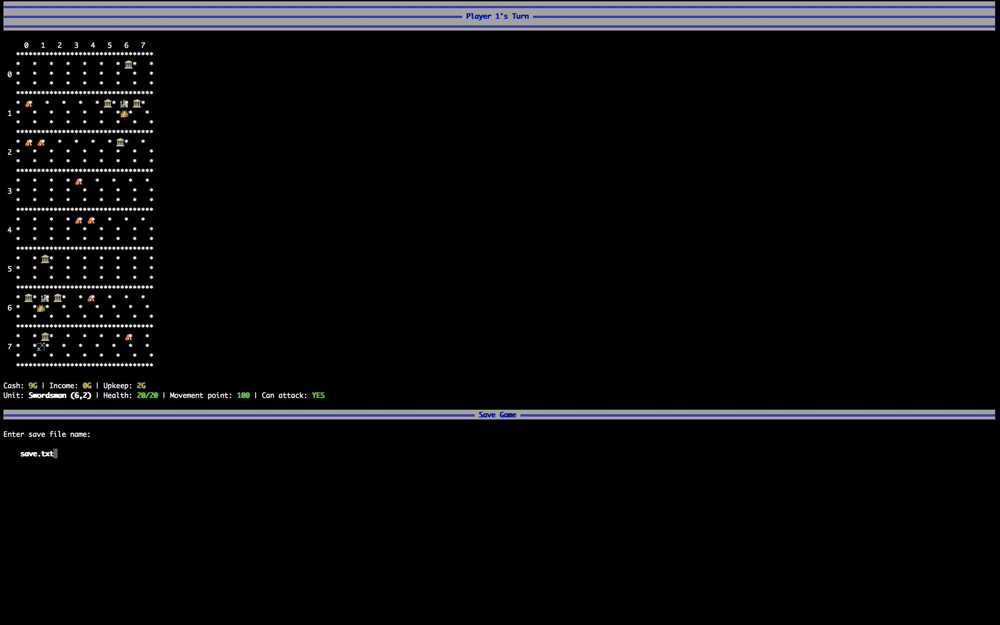 Player 1's Turn
0 1 2 3 4 5 6 7
0
1
2
3
4
5
6
7
Cash: 9G | Income: 0G | Upkeep: 2G
Unit: Swordsman (6,2) | Health: 20/20 | Movement point: 100 | Can attack: YES
Save Game
Enter save file name:
save.txt